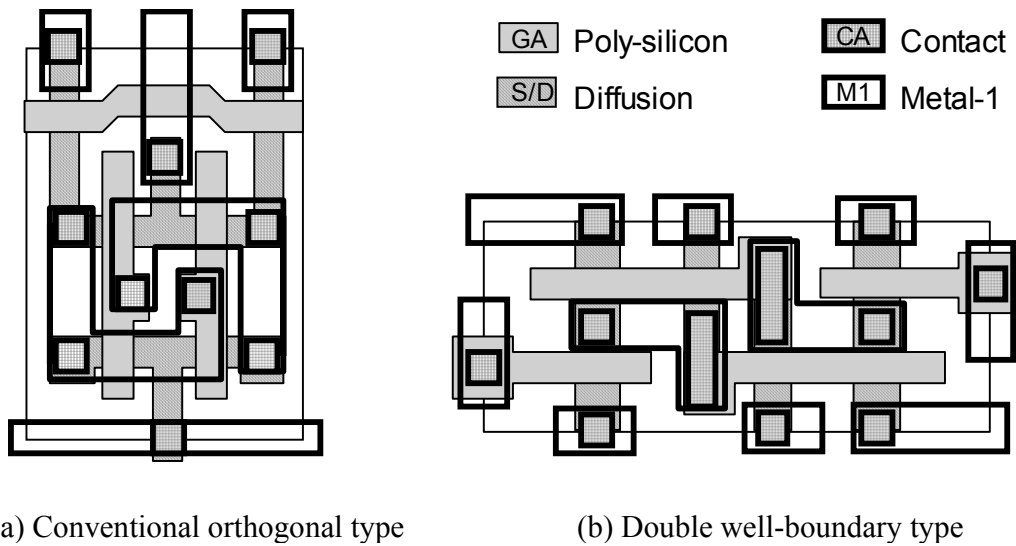 GA Poly-silicon
CA Contact
S/D Diffusion
M1 Metal-1
a) Conventional orthogonal type
(b) Double well-boundary type